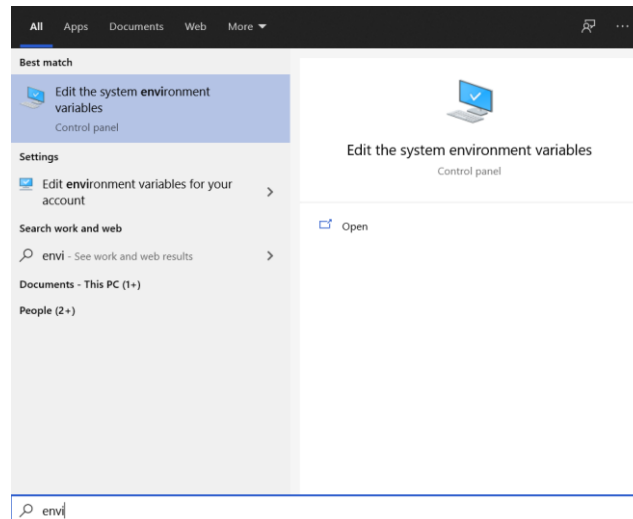 All Apps Documents Web More
Best match
Edit the system environment
variables
Control panel
Settings
Edit environment variables for your
account
Search work and web
envi - See work and web results
Documents - This PC (1+)
People (2+)
Edit the system environment variables
Control panel
Open
envi